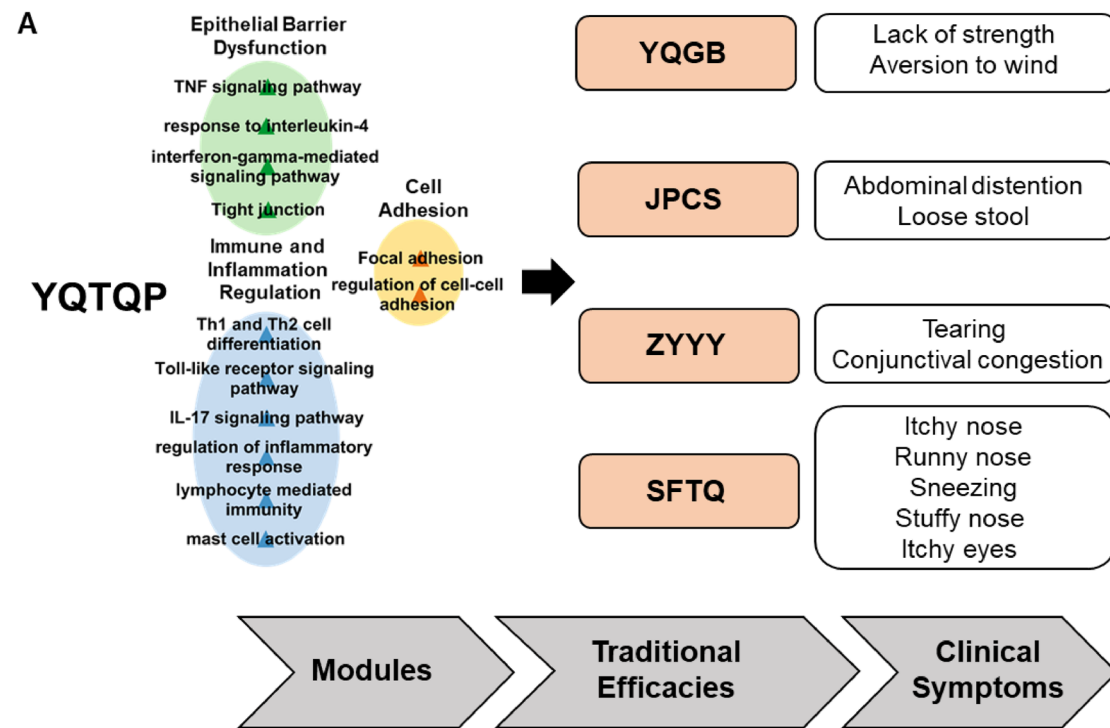 A
Epithelial Barrier
Dysfunction
TNF signaling pathway
response to interleukin-4
interferon-gamma-mediated
signaling pathway
Tight junction
Cell
Adhesion
Focal adhesion
regulation of cell-cell
adhesion
Immune and
Inflammation
Regulation
YQTQP
Th1 and Th2 cell
differentiation
Toll-like receptor signaling
pathway
IL-17 signaling pathway
regulation of inflammatory
response
lymphocyte mediated
immunity
mast cell activation
YQGB
Lack of strength
Aversion to wind
JPCS
Abdominal distention
Loose stool
ZYYY
Tearing
Conjunctival congestion
SFTQ
Itchy nose
Runny nose
Sneezing
Stuffy nose
Itchy eyes
Modules
Traditional
Efficacies
Clinical
Symptoms